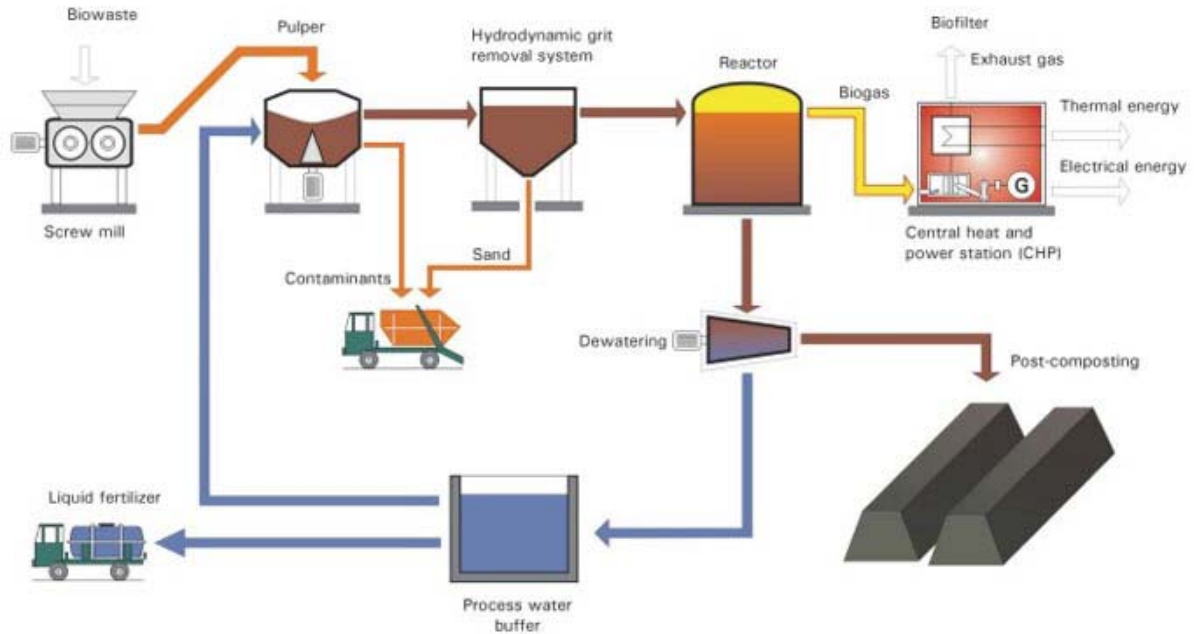 Biowaste
Pulper
Hydrodynamic grit
removal system
Reactor
Biogas
Biofilter
Exhaust gas
Thermal energy
Electrical energy
G
Central heat and
power station (CHP)
Screw mill
Sand
Contaminants
Dewatering
Post-composting
Liquid fertilizer
Process water
buffer